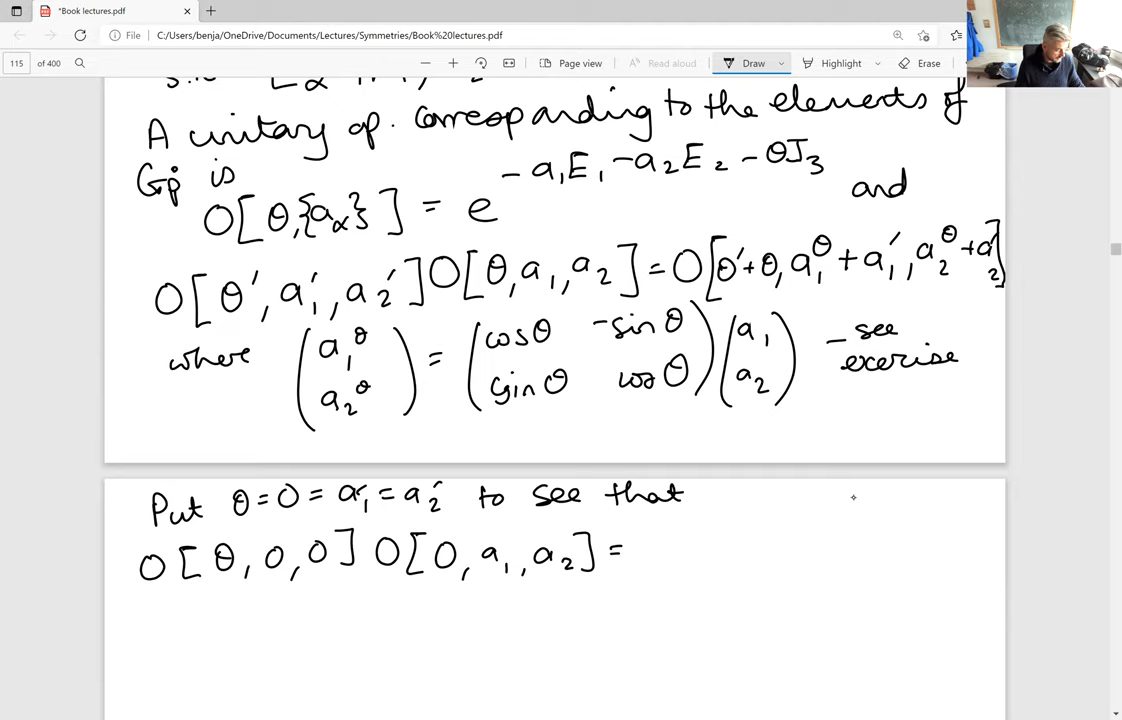 *Book lectures.pdf
File C:/Users/benja/OneDrive/Documents/Lectures/Symmetries/Book%20lectures.pdf
115 of 400 Page view Read aloud Draw Highlight Erase
A unitary op. corresponding to the elements of
Gp is
O[θ,{aα}] = e^{-a₁E₁-a₂E₂-θJ₃} and
O[θ',a₁',a₂']O[θ,a₁,a₂]=O[θ'+θ,a₁^θ+a₁',a₂^θ+a₂']
where (a₁^θ a₂^θ) = (cosθ -sinθ sinθ cosθ)(a₁ a₂) - see exerise
Put θ=0=a₁'=a₂' to see that
O[θ,0,0]O[0,a₁,a₂]=